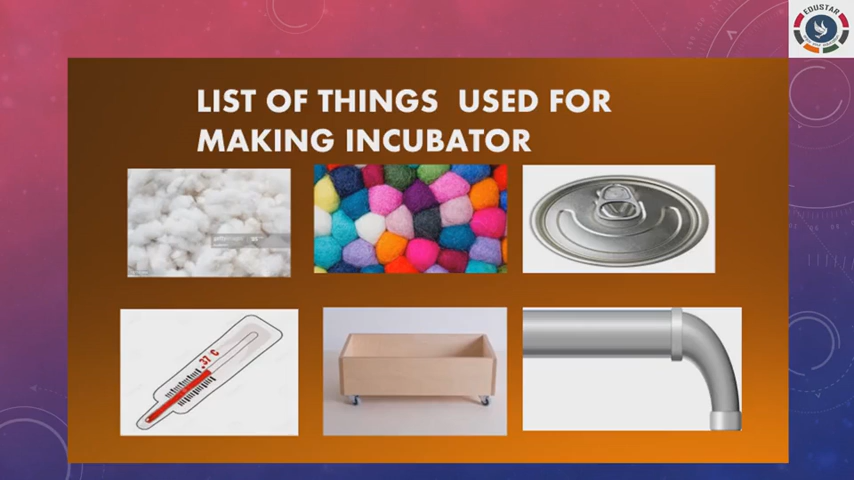 EDUSTAR
LIST OF THINGS USED FOR
MAKING INCUBATOR
37 C